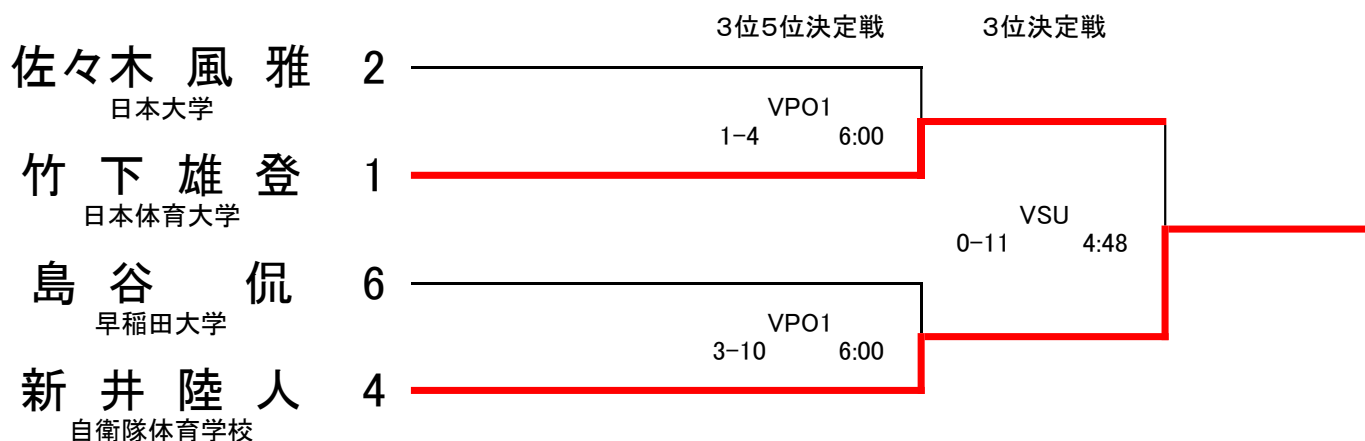 3位5位決定戦 3位決定戦
佐々木 風 雅 2
日本大学
VPO1
1-4 6:00
竹 下 雄 登 1
日本体育大学
VSU
0-11 4:48
島 谷 侃 6
早稲田大学
VPO1
3-10 6:00
新 井 陸 人 4
自衛隊体育学校